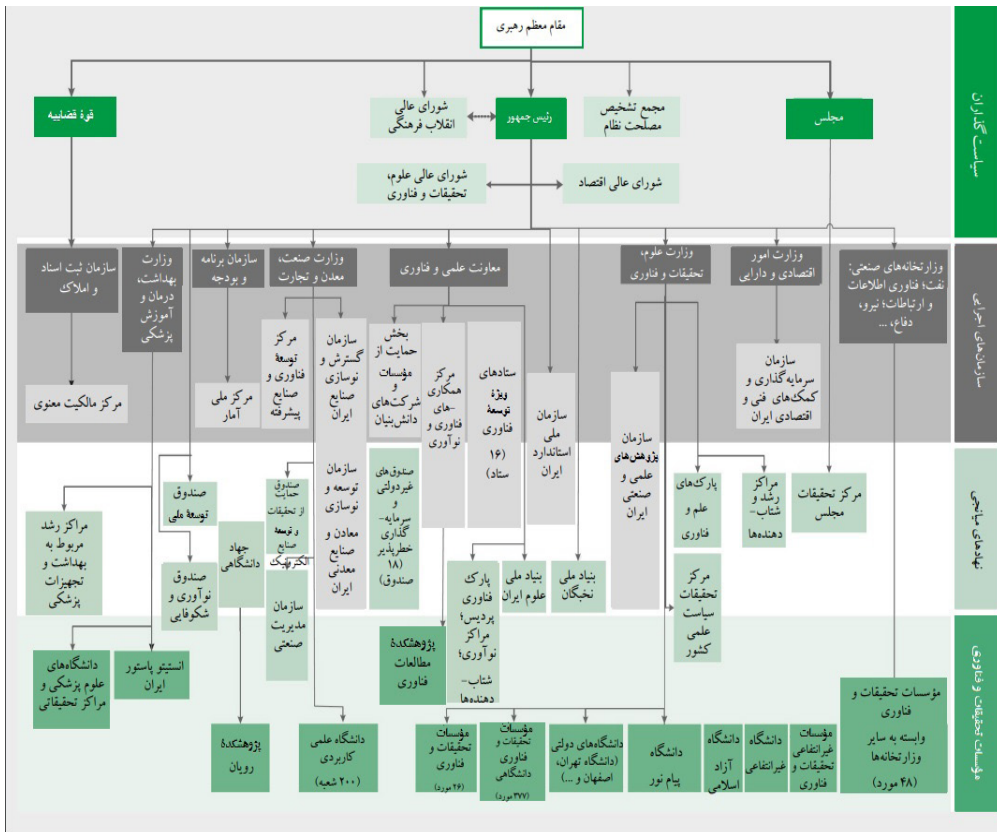 مقام معظم رهبری
سیاست گذاران
قوهٔ قضاییه
شورای عالی
انقلاب فرهنگی
رئیس جمهور
مجمع تشخیص
مصلحت نظام
مجلس
شورای عالی علوم،
تحقیقات و فناوری
شورای عالی اقتصاد
سازمان‌های اجرایی
وزارتخانه‌های صنعتی:
نفت؛ فناوری اطلاعات
و ارتباطات؛ نیرو،
دفاع، ...
وزارت امور
اقتصادی و دارایی
وزارت علوم،
تحقیقات و فناوری
معاونت علمی و فناوری
وزارت صنعت،
معدن و تجارت
سازمان برنامه
و بودجه
وزارت
بهداشت،
درمان و
آموزش
پزشکی
سازمان ثبت اسناد
و املاک
سازمان
سرمایه‌گذاری و
کمک‌های فنی و
اقتصادی ایران
سازمان
پژوهش‌های
علمی و
صنعتی
ایران
سازمان
ملی
استاندارد
ایران
ستادهای
ویژهٔ
توسعهٔ
فناوری
(۱۶
ستاد)
مرکز
همکاری
-های
فناوری و
نوآوری
بخش
حمایت از
مؤسسات
و
شرکت‌های
دانش‌بنیان
سازمان
گسترش و
نوسازی
صنایع
ایران
مرکز
توسعهٔ
فناوری و
صنایع
پیشرفته
مرکز ملی
آمار
مرکز مالکیت معنوی
نهادهای میانجی
مرکز تحقیقات
مجلس
مراکز
رشد و
شتاب-
دهنده‌ها
پارک‌های
علم و
فناوری
مرکز
تحقیقات
سیاست
علمی
کشور
بنیاد ملی
نخبگان
بنیاد ملی
علوم ایران
پارک
فناوری
پردیس؛
مراکز
نوآوری؛
شتاب-
دهنده‌ها
صندوق‌های
غیردولتی
و
سرمایه-
گذاری
خطرپذیر
(۱۸
صندوق)
سازمان
توسعه و
نوسازی
معادن و
صنایع
معدنی
ایران
صندوق
حمایت
از تحقیقات
و توسعهٔ
صنایع
الکترونیک
سازمان
مدیریت
صنعتی
جهاد
دانشگاهی
صندوق
توسعهٔ ملی
صندوق
نوآوری و
شکوفایی
مراکز رشد
مربوط به
بهداشت و
تجهیزات
پزشکی
مؤسسات تحقیقات و فناوری
مؤسسات تحقیقات و
فناوری
وابسته به سایر
وزارتخانه‌ها
(۴۸ مورد)
مؤسسات
غیرانتفاعی
تحقیقات و
فناوری
دانشگاه
غیرانتفاعی
دانشگاه
آزاد
اسلامی
دانشگاه
پیام نور
دانشگاه‌های دولتی
(دانشگاه تهران،
اصفهان و ...)
مؤسسات
تحقیقات و
فناوری
دانشگاهی
(۳۷۷ مورد)
مؤسسات
تحقیقات و
فناوری
(۲۶ مورد)
پژوهشکدهٔ
مطالعات
فناوری
دانشگاه علمی
کاربردی
(۲۰۰ شعبه)
پژوهشکدهٔ
رویان
انستیتو پاستور
ایران
دانشگاه‌های
علوم پزشکی و
مراکز تحقیقاتی